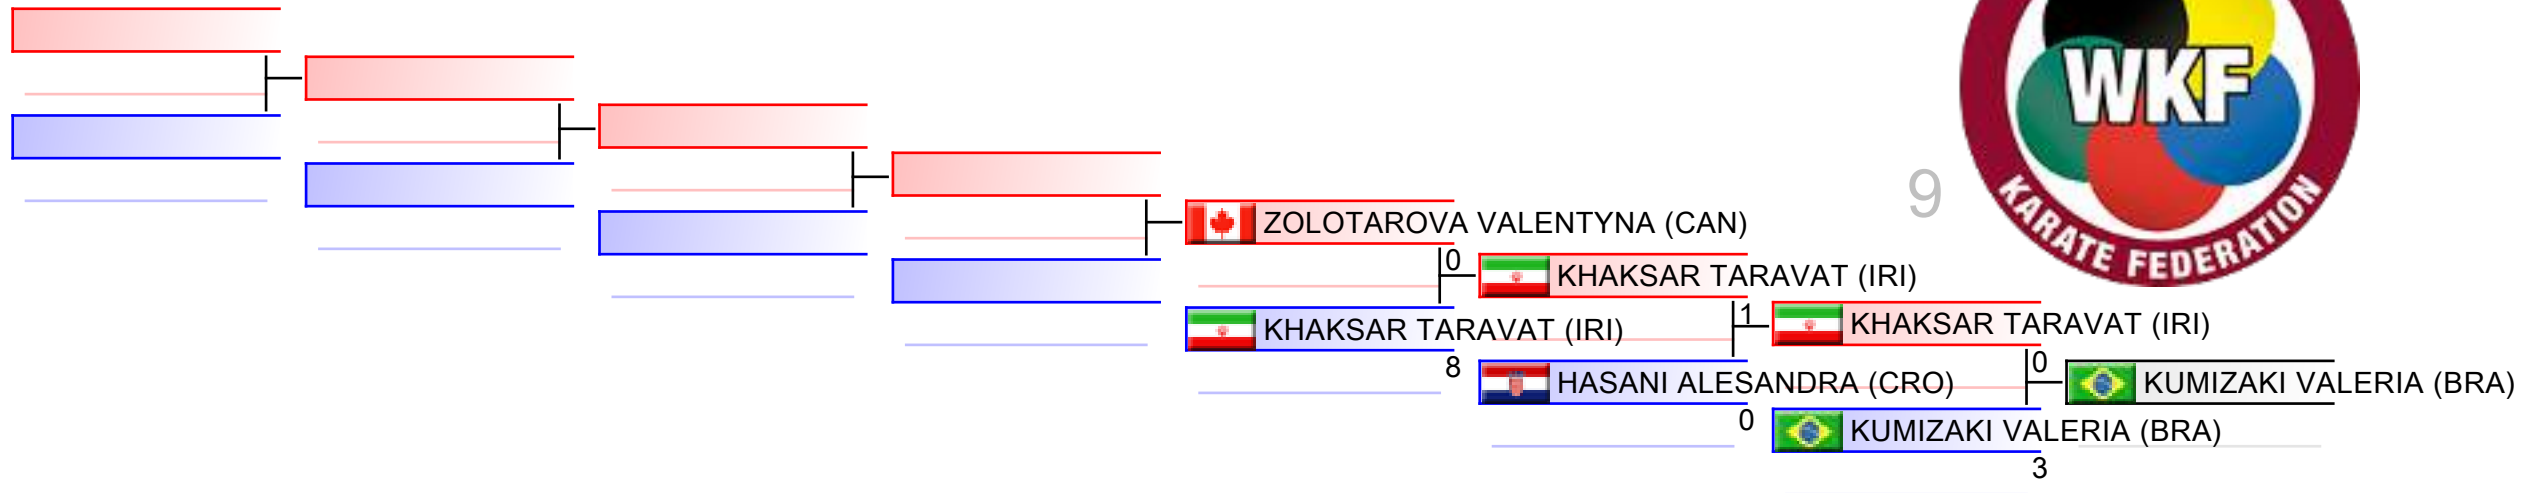 WKF
KARATE FEDERATION
9
ZOLOTAROVA VALENTYNA (CAN)
0
KHAKSAR TARAVAT (IRI)
KHAKSAR TARAVAT (IRI)
8
1
HASANI ALESANDRA (CRO)
0
KHAKSAR TARAVAT (IRI)
0
KUMIZAKI VALERIA (BRA)
3
KUMIZAKI VALERIA (BRA)